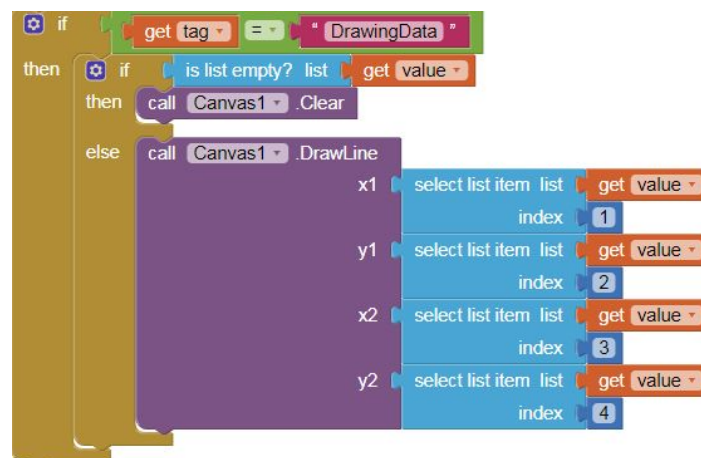 if get tag = " DrawingData "
then if is list empty? list get value
then call Canvas1 .Clear
else call Canvas1 .DrawLine
x1 select list item list get value
index 1
y1 select list item list get value
index 2
x2 select list item list get value
index 3
y2 select list item list get value
index 4